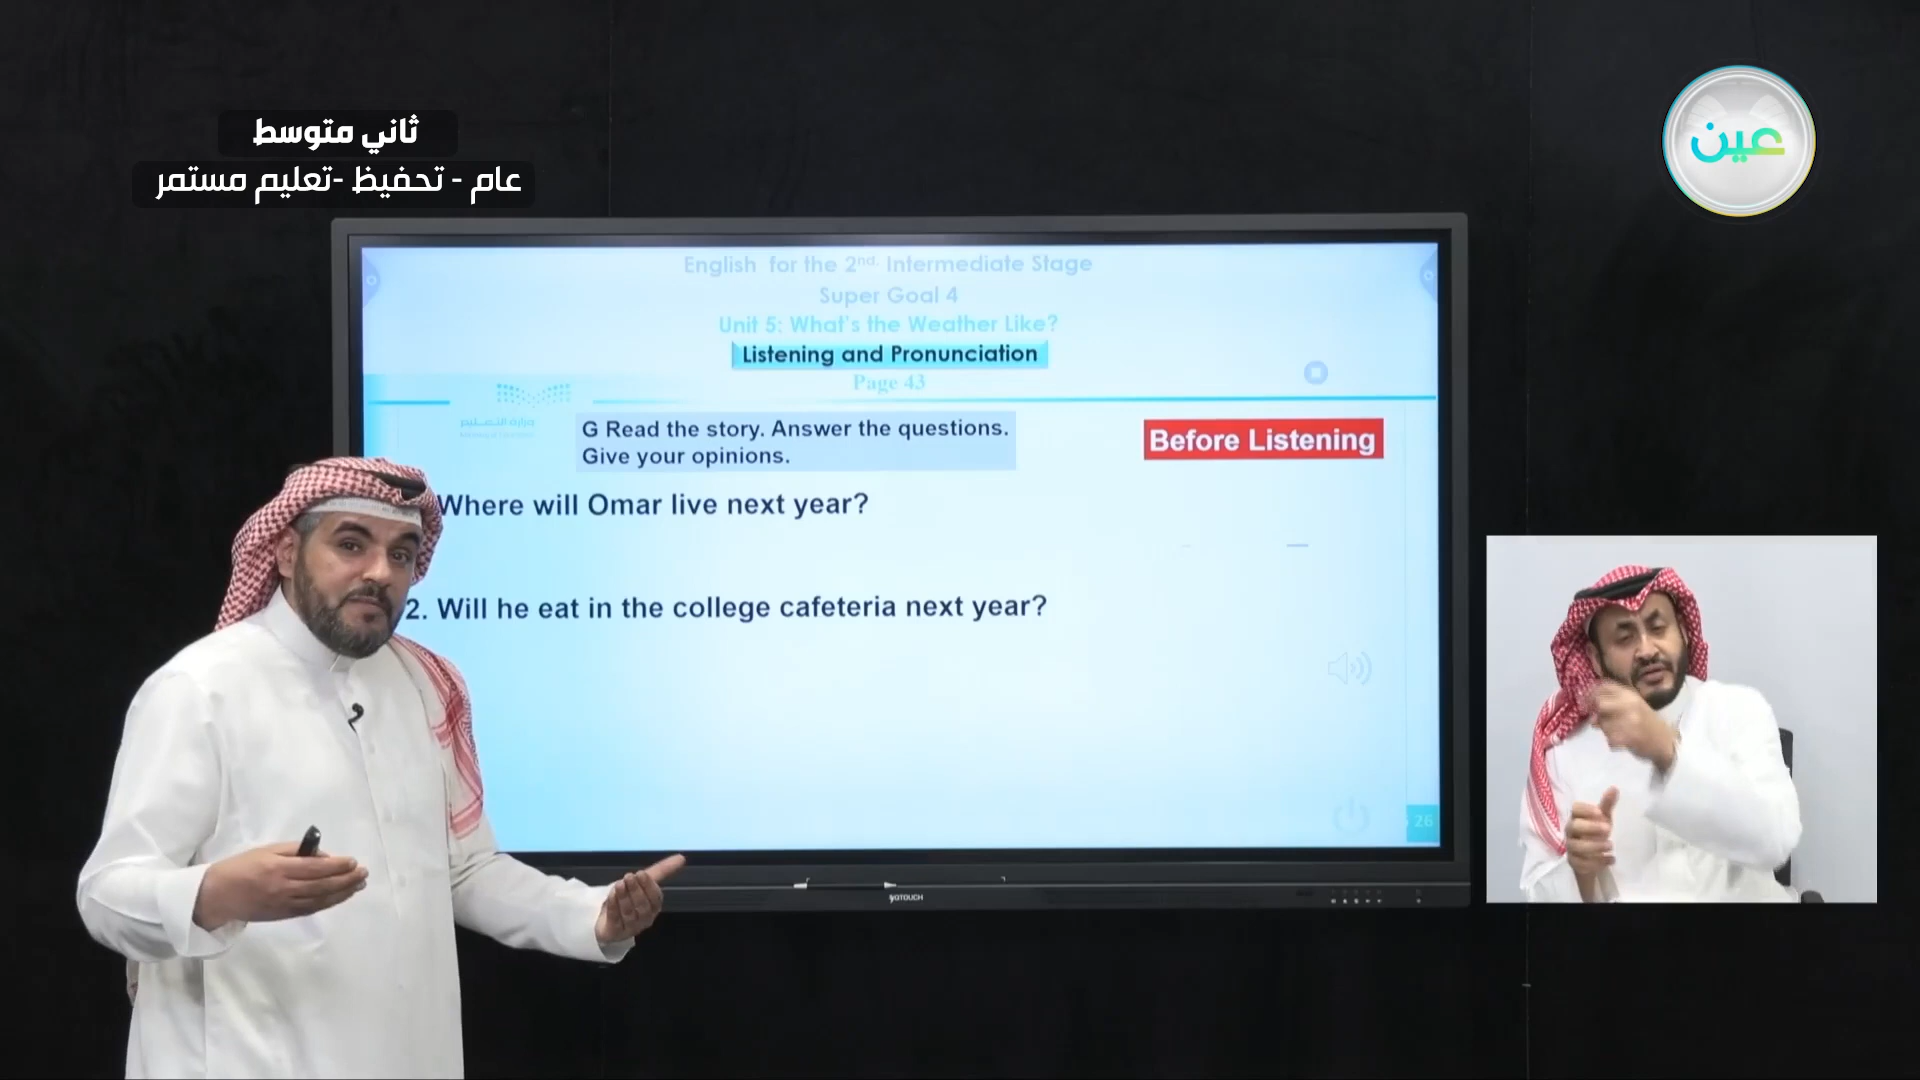 ثاني متوسط
عام - تحفيظ -تعليم مستمر
عين
English for the 2nd. Intermediate Stage
Super Goal 4
Unit 5: What's the Weather Like?
Listening and Pronunciation
Page 43
وزارة التعليم
G Read the story. Answer the questions.
Give your opinions.
Before Listening
Where will Omar live next year?
2. Will he eat in the college cafeteria next year?
26